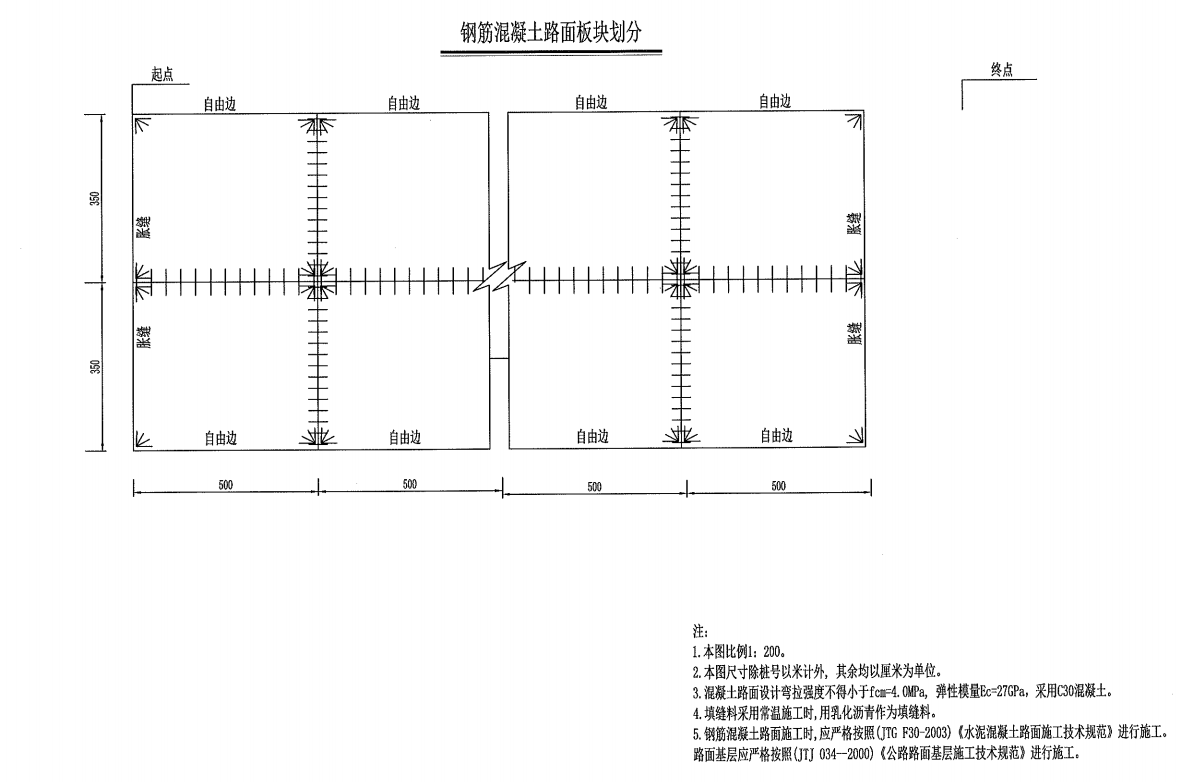 钢筋混凝土路面板块划分
起点
终点
自由边 自由边 自由边 自由边
350
胀缝 胀缝
胀缝 胀缝
350
自由边 自由边 自由边 自由边
500 500 500 500
注:
1.本图比例1: 200。
2.本图尺寸除桩号以米计外, 其余均以厘米为单位。
3.混凝土路面设计弯拉强度不得小于fcm=4.0MPa, 弹性模量Ec=27GPa, 采用C30混凝土。
4.填缝料采用常温施工时,用乳化沥青作为填缝料。
5.钢筋混凝土路面施工时,应严格按照(JTG F30-2003)《水泥混凝土路面施工技术规范》进行施工。
路面基层应严格按照(JTJ 034--2000)《公路路面基层施工技术规范》进行施工。